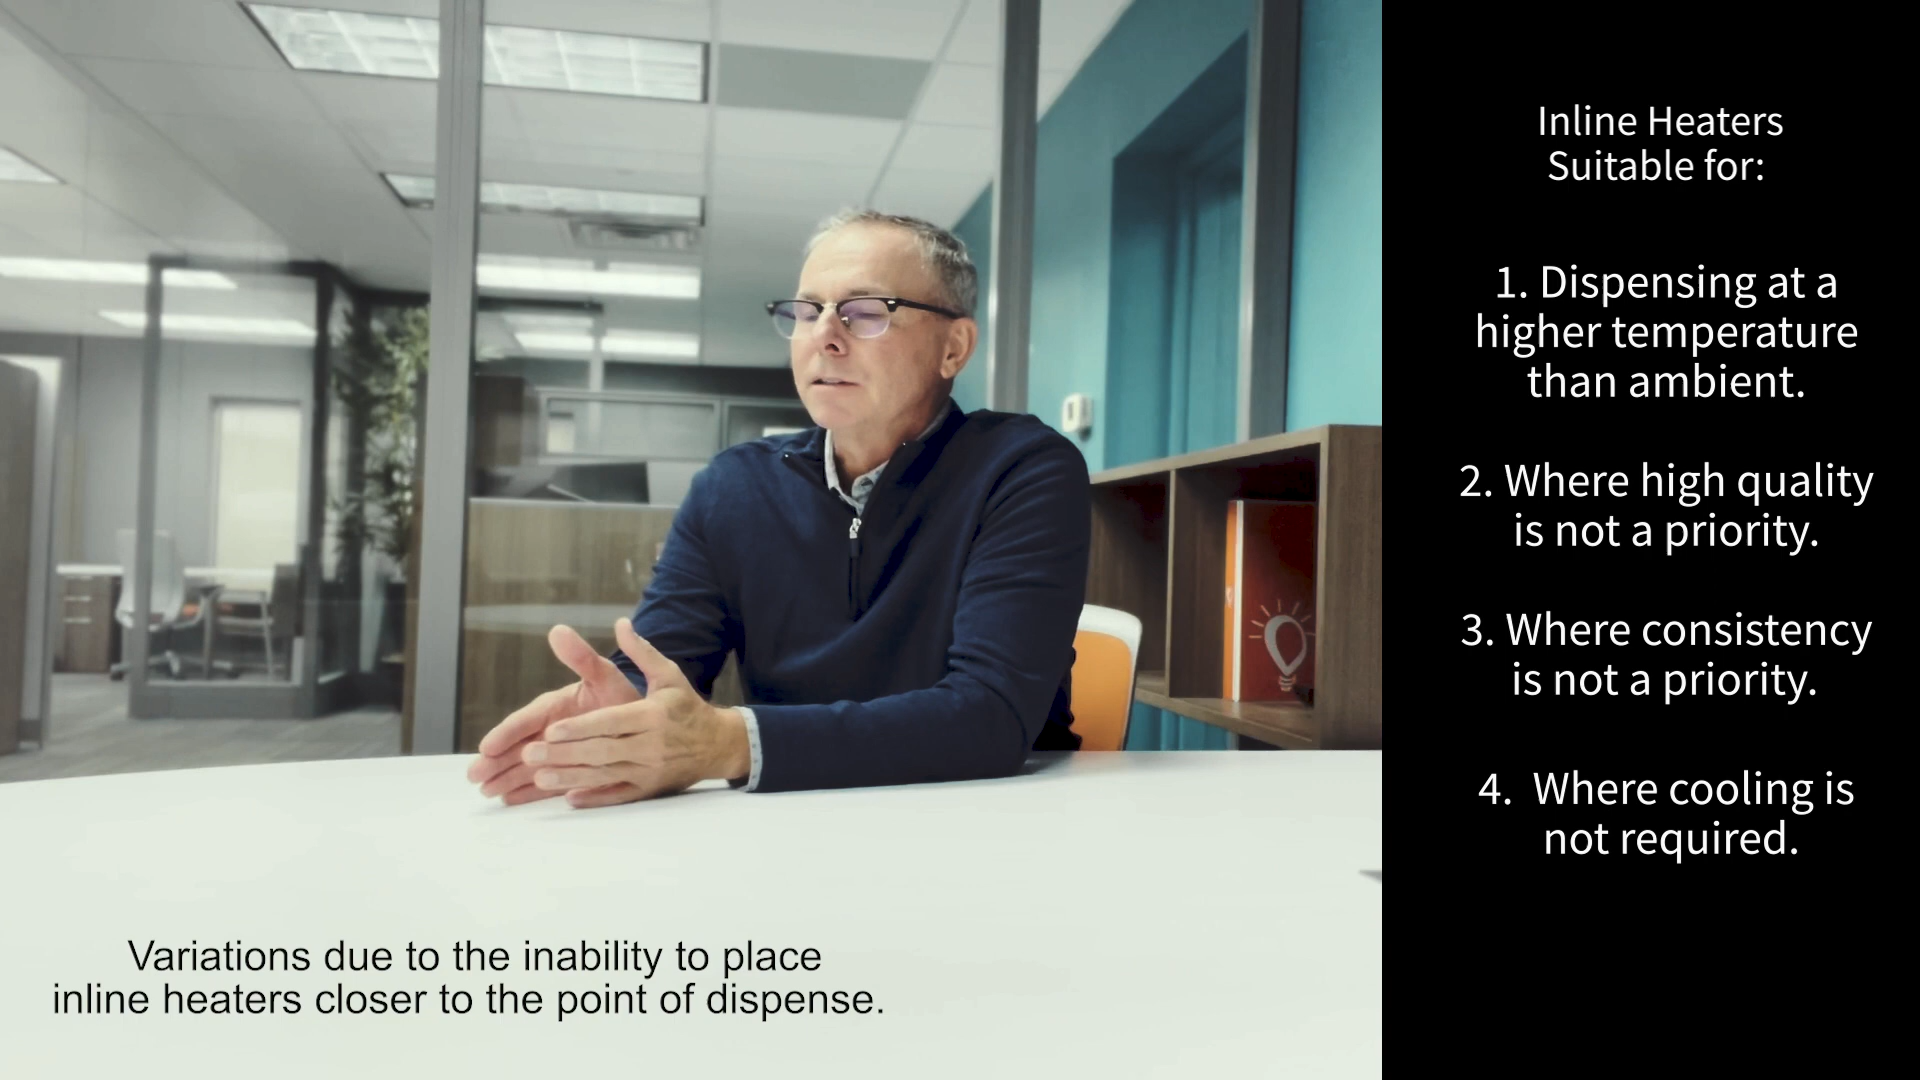 Inline Heaters
Suitable for:
1. Dispensing at a
higher temperature
than ambient.
2. Where high quality
is not a priority.
3. Where consistency
is not a priority.
4. Where cooling is
not required.
Variations due to the inability to place
inline heaters closer to the point of dispense.